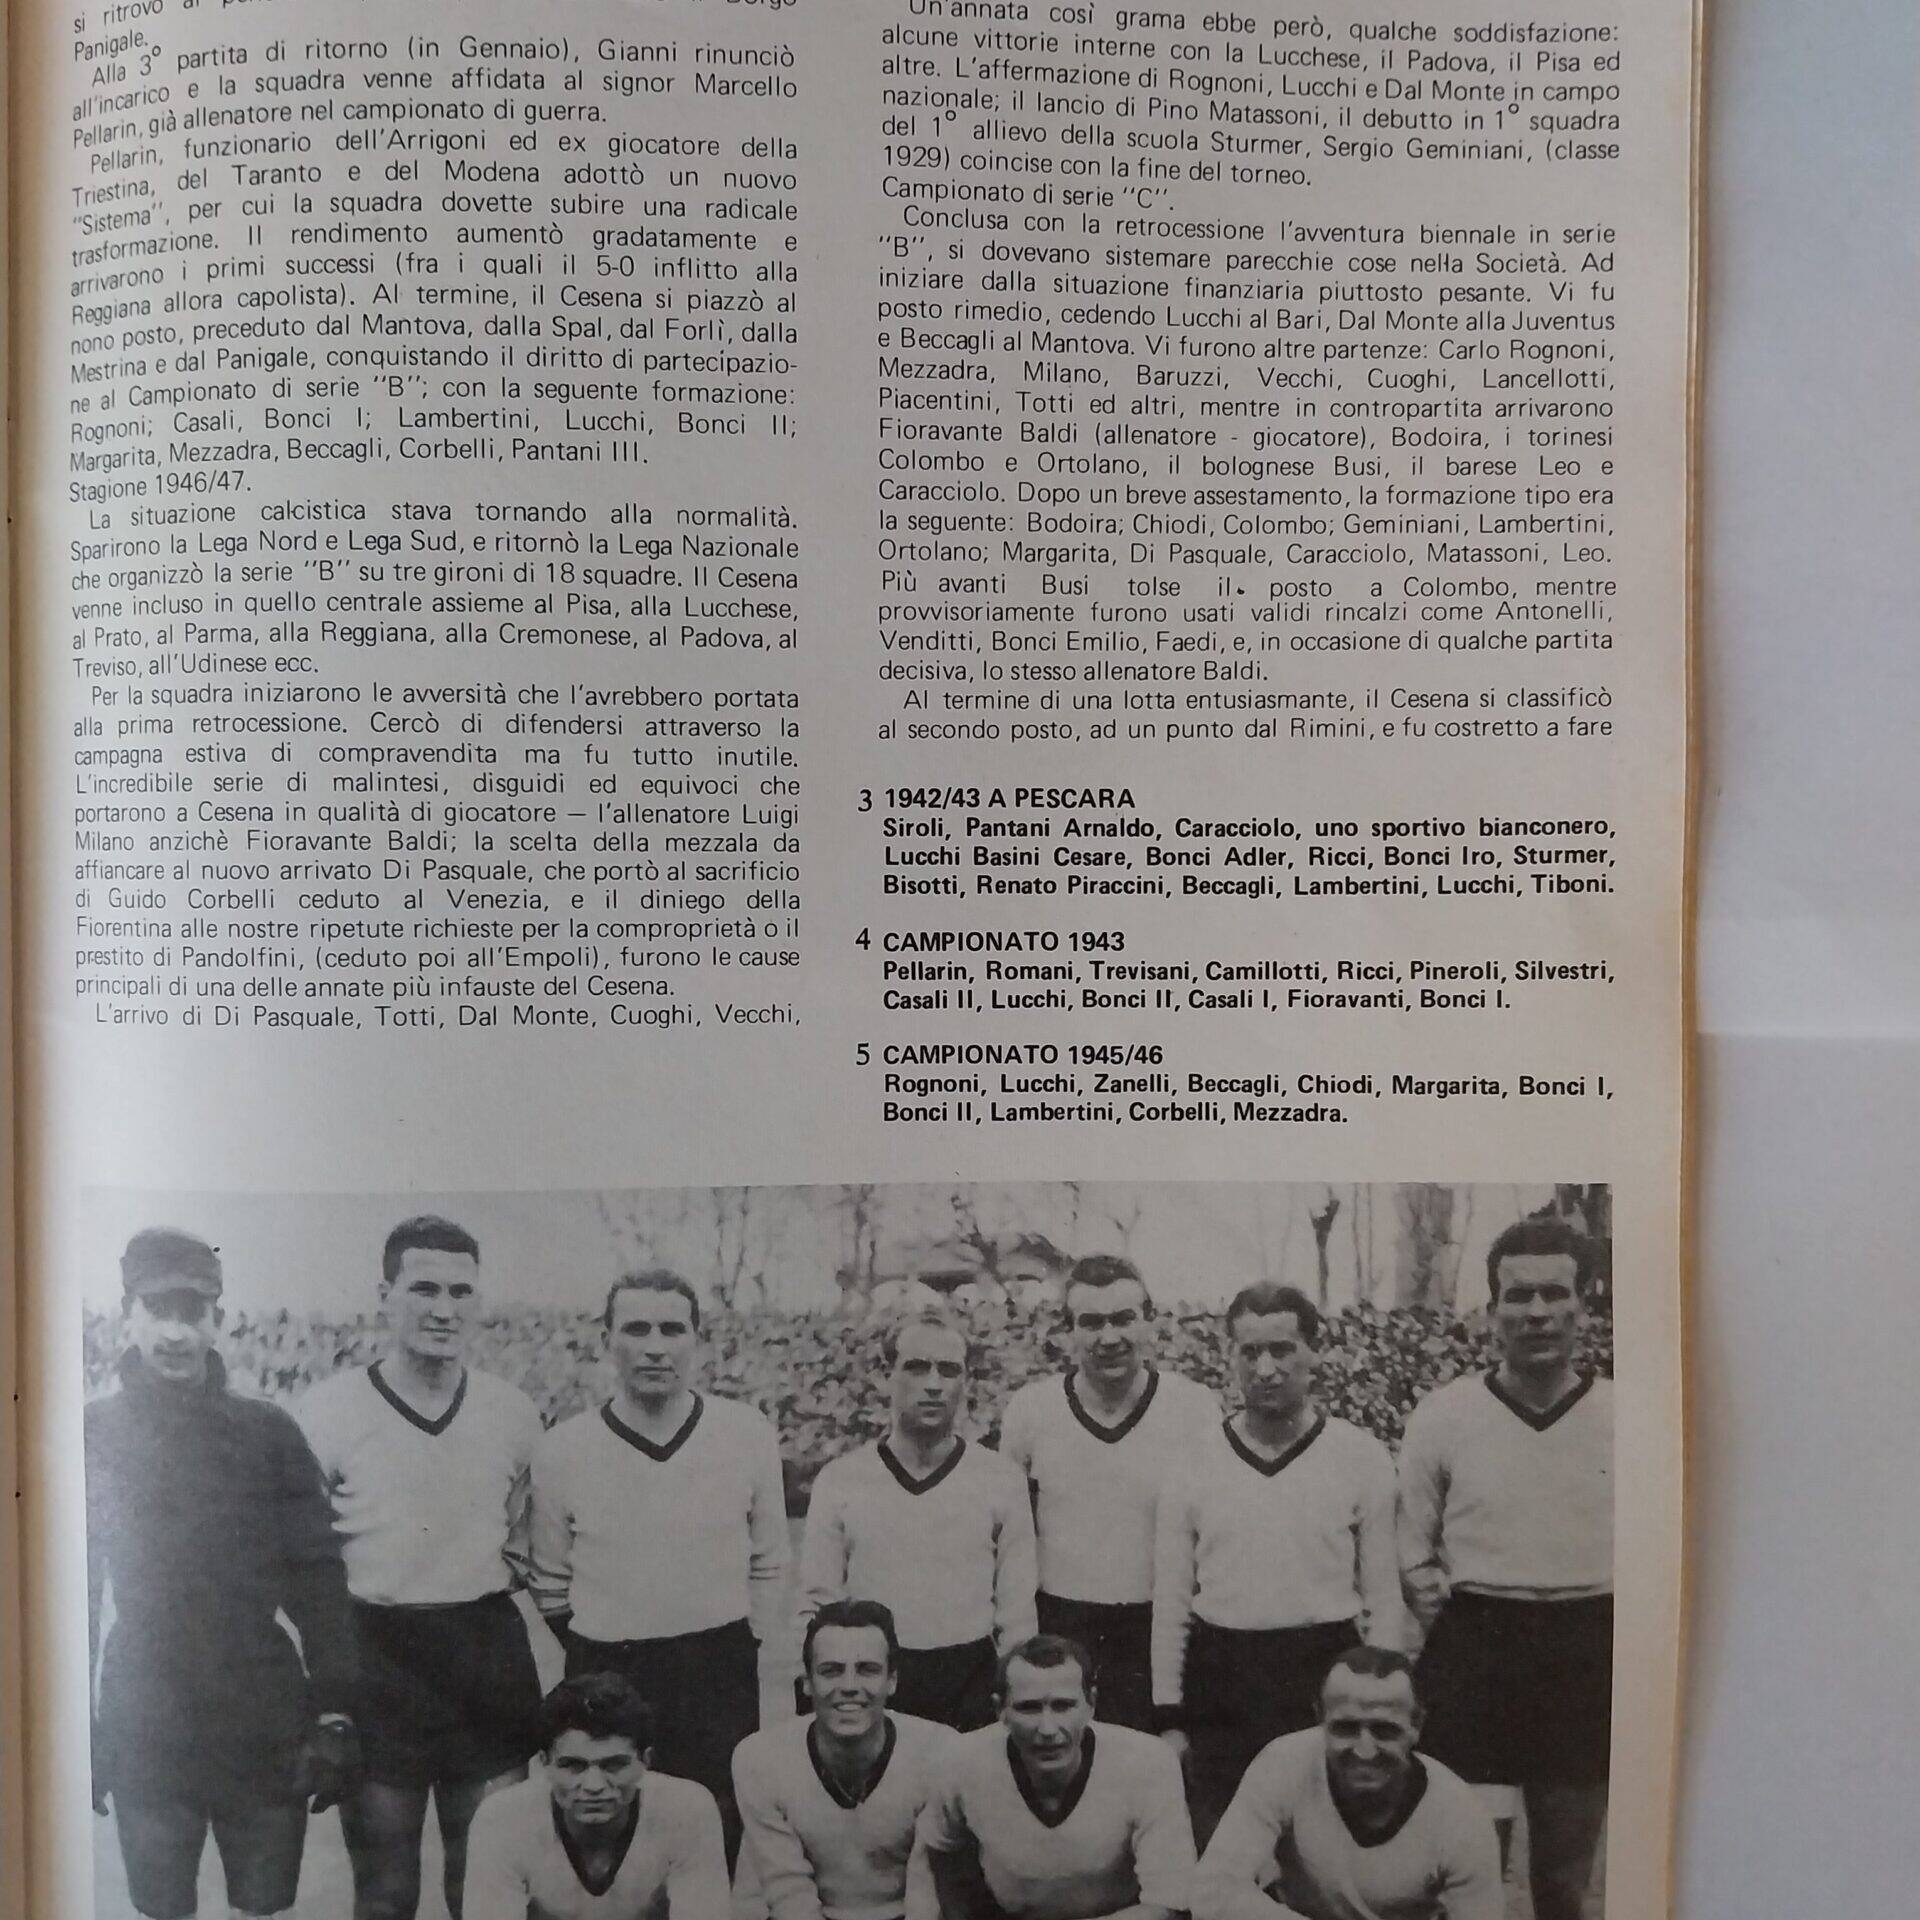 si ritrovò
Panigale.
Alla 3° partita di ritorno (in Gennaio), Gianni rinunciò
all'incarico e la squadra venne affidata al signor Marcello
Pellarin, già allenatore nel campionato di guerra.
Pellarin, funzionario dell'Arrigoni ed ex giocatore della
Triestina, del Taranto e del Modena adottò un nuovo
"Sistema", per cui la squadra dovette subire una radicale
trasformazione. Il rendimento aumentò gradatamente e
arrivarono i primi successi (fra i quali il 5-0 inflitto alla
Reggiana allora capolista). Al termine, il Cesena si piazzò al
nono posto, preceduto dal Mantova, dalla Spal, dal Forlì, dalla
Mestrina e dal Panigale, conquistando il diritto di partecipazio-
ne al Campionato di serie "B"; con la seguente formazione:
Rognoni; Casali, Bonci I; Lambertini, Lucchi, Bonci II;
Margarita, Mezzadra, Beccagli, Corbelli, Pantani III.
Stagione 1946/47.
La situazione calcistica stava tornando alla normalità.
Sparirono la Lega Nord e Lega Sud, e ritornò la Lega Nazionale
che organizzò la serie "B" su tre gironi di 18 squadre. Il Cesena
venne incluso in quello centrale assieme al Pisa, alla Lucchese,
al Prato, al Parma, alla Reggiana, alla Cremonese, al Padova, al
Treviso, all'Udinese ecc.
Per la squadra iniziarono le avversità che l'avrebbero portata
alla prima retrocessione. Cercò di difendersi attraverso la
campagna estiva di compravendita ma fu tutto inutile.
L'incredibile serie di malintesi, disguidi ed equivoci che
portarono a Cesena in qualità di giocatore — l'allenatore Luigi
Milano anzichè Fioravante Baldi; la scelta della mezzala da
affiancare al nuovo arrivato Di Pasquale, che portò al sacrificio
di Guido Corbelli ceduto al Venezia, e il diniego della
Fiorentina alle nostre ripetute richieste per la comproprietà o il
prestito di Pandolfini, (ceduto poi all'Empoli), furono le cause
principali di una delle annate più infauste del Cesena.
L'arrivo di Di Pasquale, Totti, Dal Monte, Cuoghi, Vecchi,
Un'annata così grama ebbe però, qualche soddisfazione:
alcune vittorie interne con la Lucchese, il Padova, il Pisa ed
altre. L'affermazione di Rognoni, Lucchi e Dal Monte in campo
nazionale; il lancio di Pino Matassoni, il debutto in 1° squadra
del 1° allievo della scuola Sturmer, Sergio Geminiani, (classe
1929) coincise con la fine del torneo.
Campionato di serie "C".
Conclusa con la retrocessione l'avventura biennale in serie
"B", si dovevano sistemare parecchie cose nella Società. Ad
iniziare dalla situazione finanziaria piuttosto pesante. Vi fu
posto rimedio, cedendo Lucchi al Bari, Dal Monte alla Juventus
e Beccagli al Mantova. Vi furono altre partenze: Carlo Rognoni,
Mezzadra, Milano, Baruzzi, Vecchi, Cuoghi, Lancellotti,
Piacentini, Totti ed altri, mentre in contropartita arrivarono
Fioravante Baldi (allenatore - giocatore), Bodoira, i torinesi
Colombo e Ortolano, il bolognese Busi, il barese Leo e
Caracciolo. Dopo un breve assestamento, la formazione tipo era
la seguente: Bodoira; Chiodi, Colombo; Geminiani, Lambertini,
Ortolano; Margarita, Di Pasquale, Caracciolo, Matassoni, Leo.
Più avanti Busi tolse il posto a Colombo, mentre
provvisoriamente furono usati validi rincalzi come Antonelli,
Venditti, Bonci Emilio, Faedi, e, in occasione di qualche partita
decisiva, lo stesso allenatore Baldi.
Al termine di una lotta entusiasmante, il Cesena si classificò
al secondo posto, ad un punto dal Rimini, e fu costretto a fare
3 1942/43 A PESCARA
Siroli, Pantani Arnaldo, Caracciolo, uno sportivo bianconero,
Lucchi Basini Cesare, Bonci Adler, Ricci, Bonci Iro, Sturmer,
Bisotti, Renato Piraccini, Beccagli, Lambertini, Lucchi, Tiboni.
4 CAMPIONATO 1943
Pellarin, Romani, Trevisani, Camillotti, Ricci, Pineroli, Silvestri,
Casali II, Lucchi, Bonci II, Casali I, Fioravanti, Bonci I.
5 CAMPIONATO 1945/46
Rognoni, Lucchi, Zanelli, Beccagli, Chiodi, Margarita, Bonci I,
Bonci II, Lambertini, Corbelli, Mezzadra.